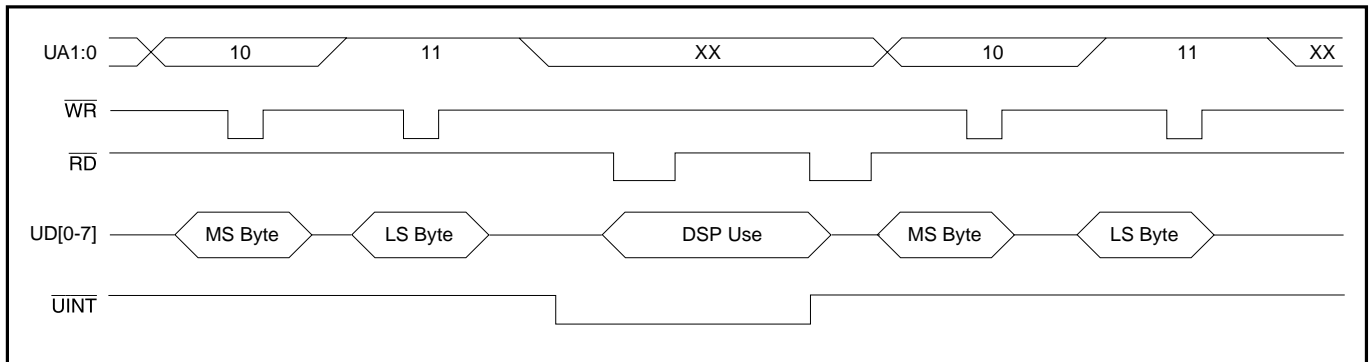 UA1:0 10 11 XX 10 11 XX
WR
RD
UD[0-7] MS Byte LS Byte DSP Use MS Byte LS Byte
UINT